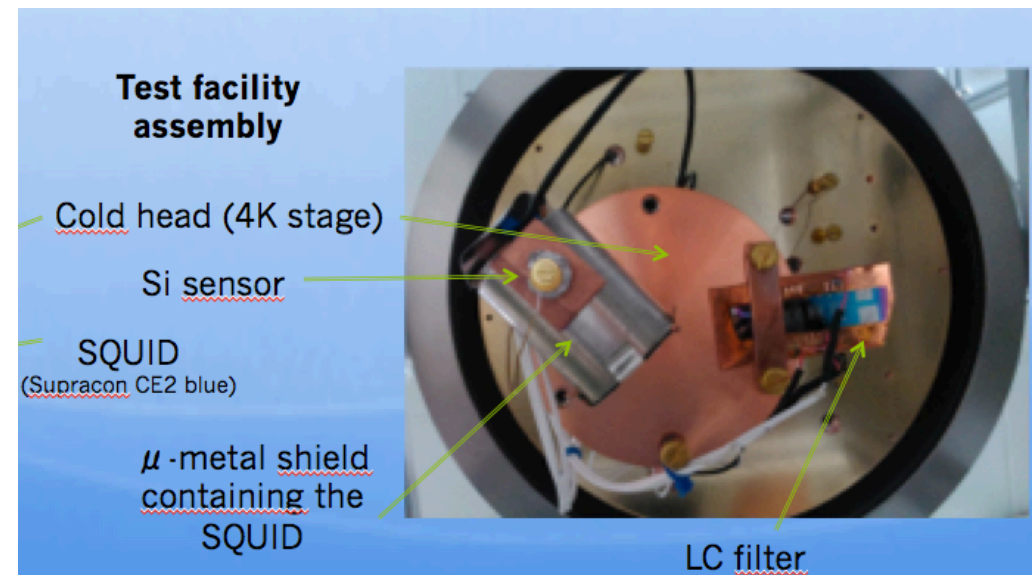 Test facility
assembly
Cold head (4K stage)
Si sensor
SQUID
(Supracon CE2 blue)
μ-metal shield
containing the
SQUID
LC filter